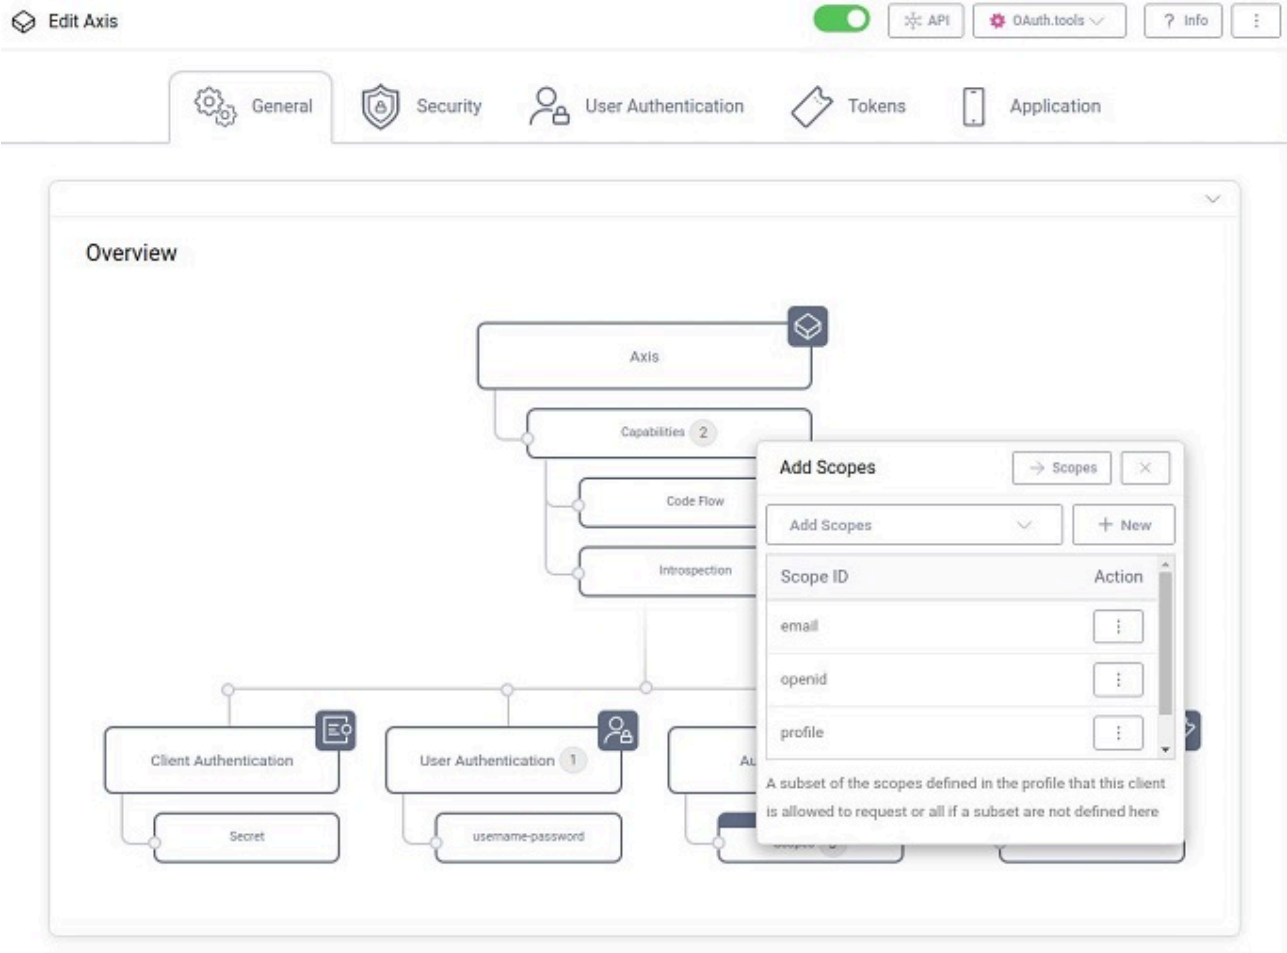 Edit Axis
API
OAuth.tools
? Info
General
Security
User Authentication
Tokens
Application
Overview
Axis
Capabilities 2
Code Flow
Introspection
Add Scopes
Scopes
Add Scopes
+ New
Scope ID
Action
email
openid
profile
A subset of the scopes defined in the profile that this client
is allowed to request or all if a subset are not defined here
Client Authentication
User Authentication 1
Au
Secret
username-password